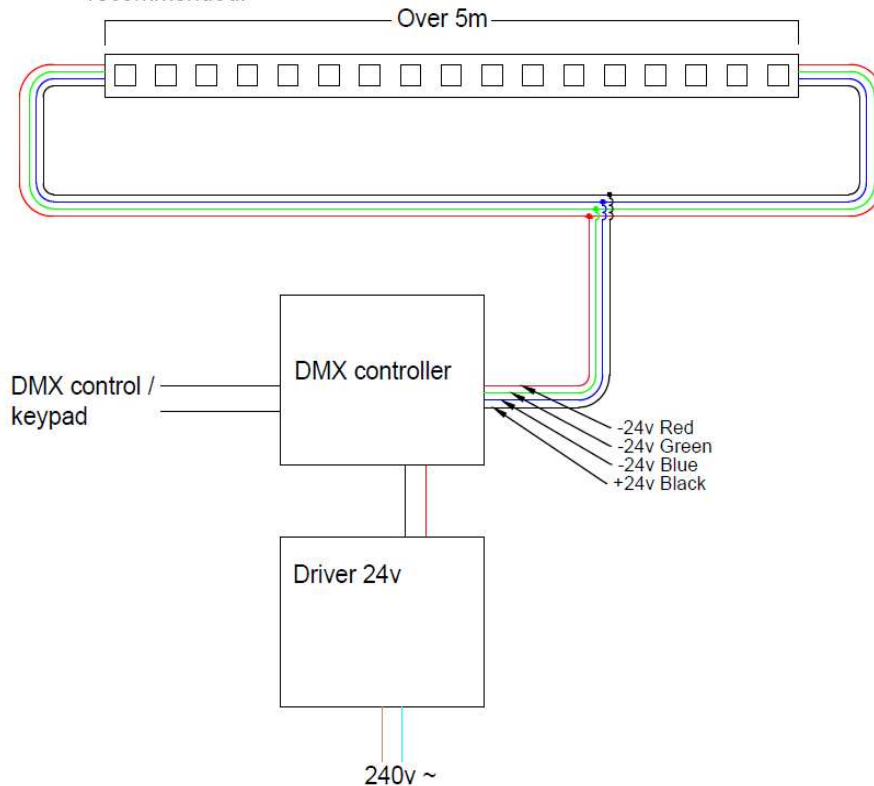 Over 5m
DMX controller
DMX control /
keypad
-24v Red
-24v Green
-24v Blue
+24v Black
Driver 24v
240v ~